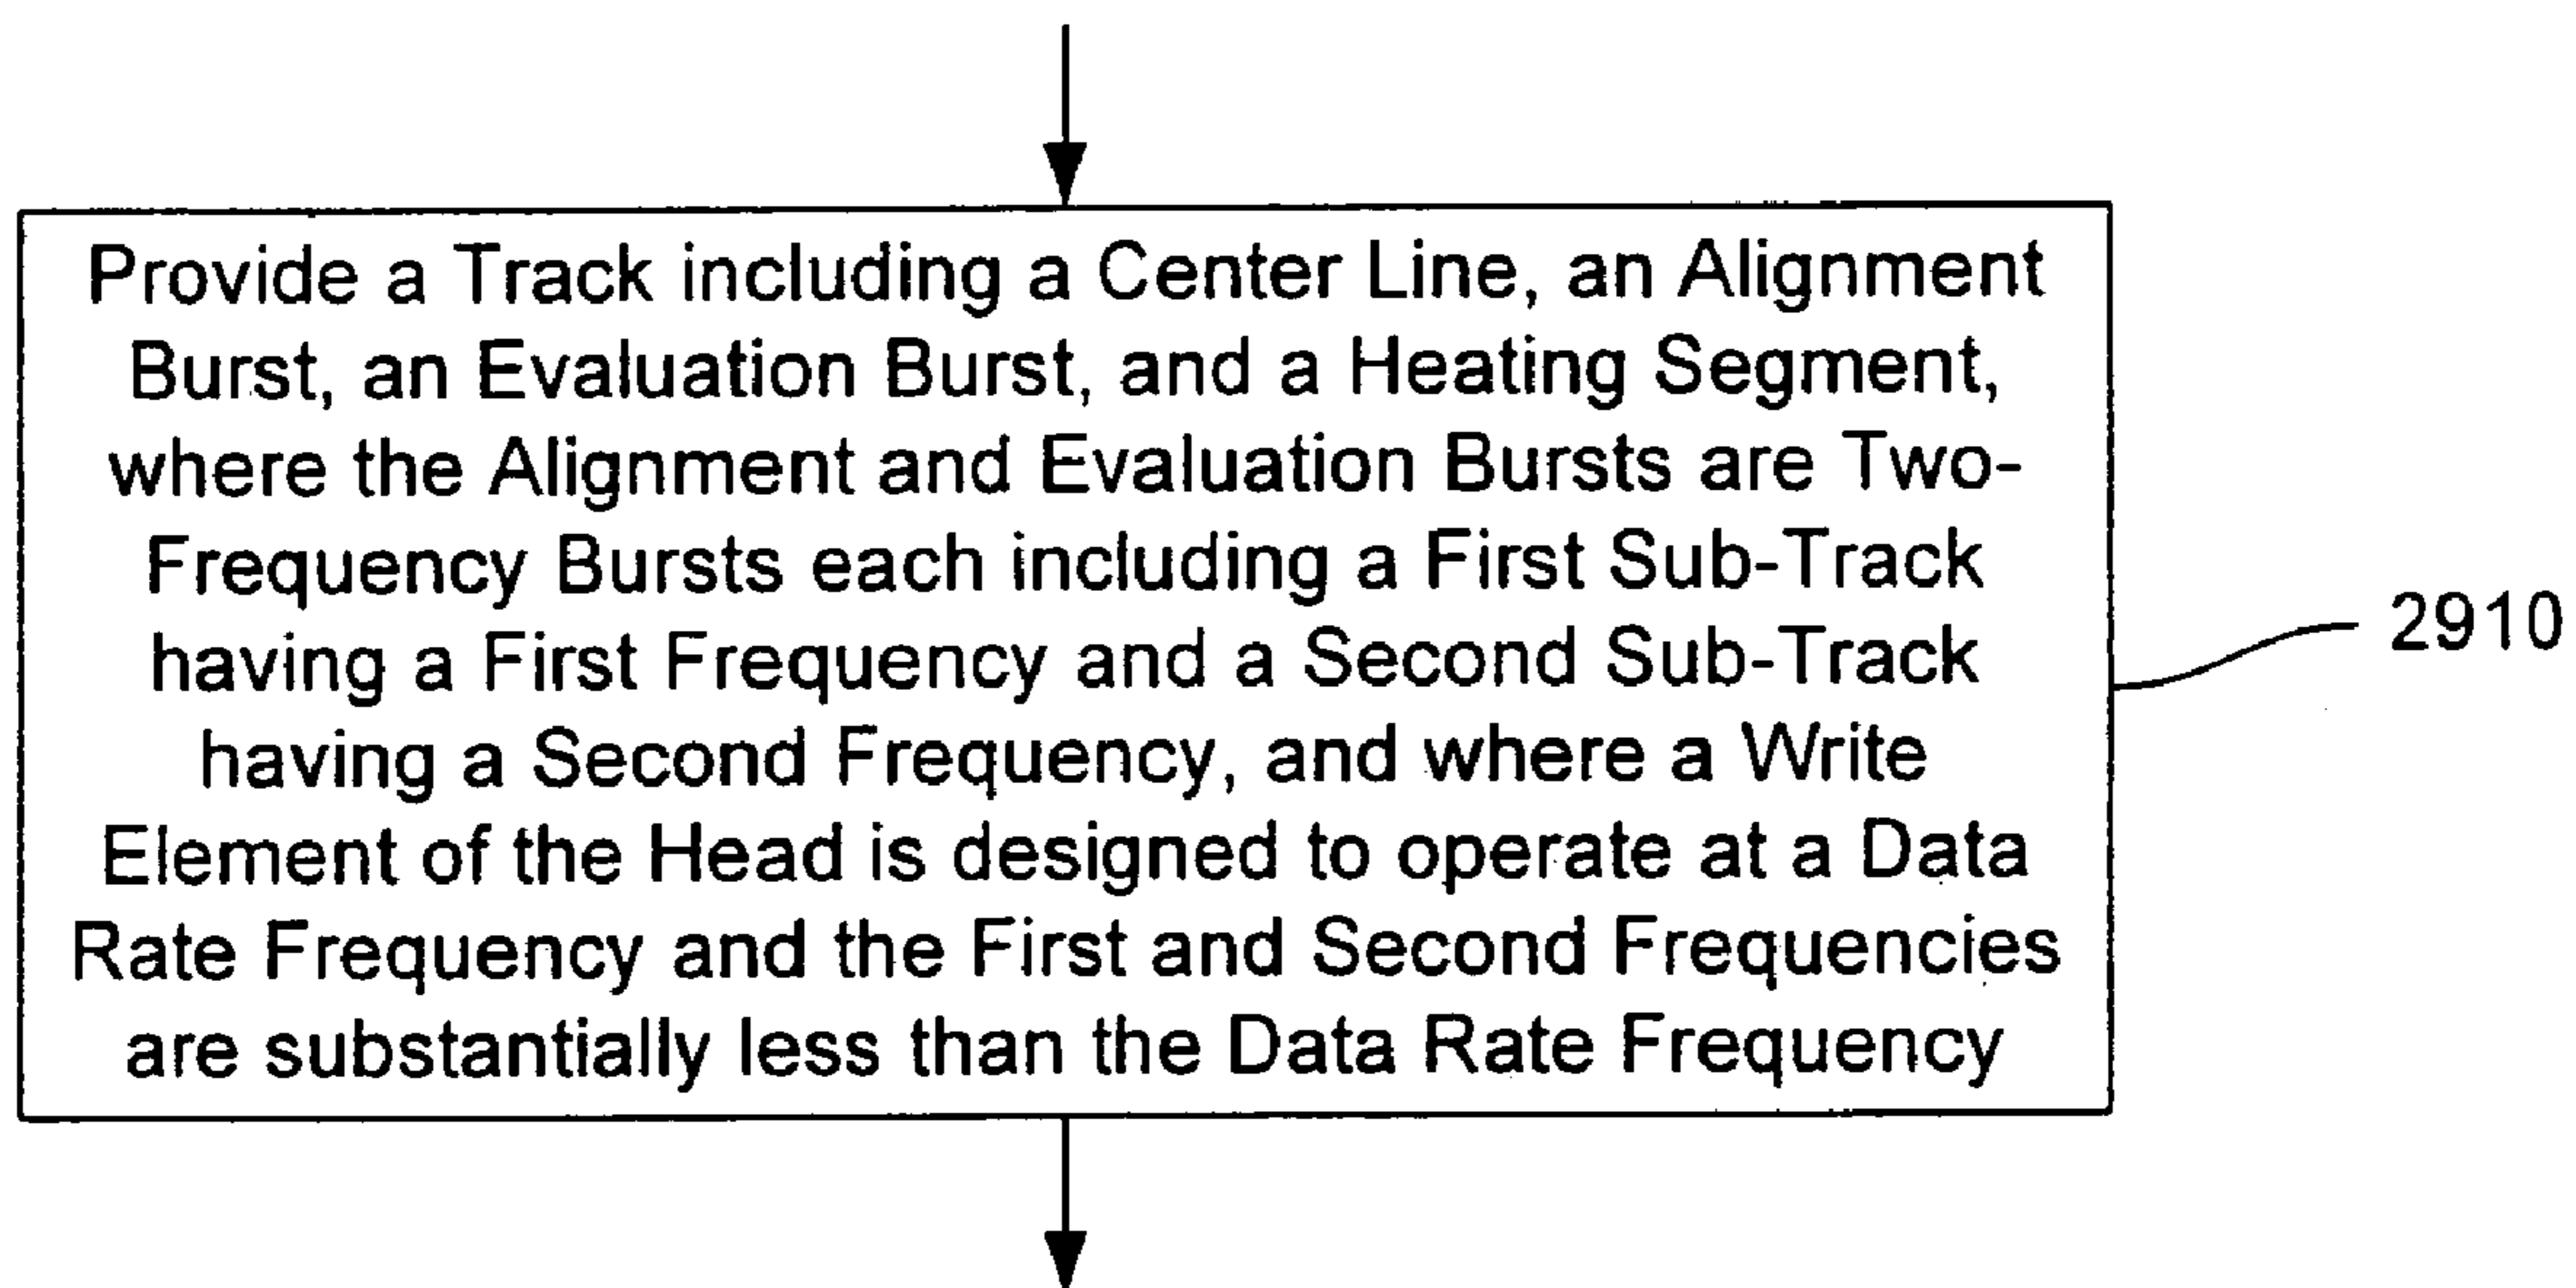 Provide a Track including a Center Line, an Alignment
Burst, an Evaluation Burst, and a Heating Segment,
where the Alignment and Evaluation Bursts are Two-
Frequency Bursts each including a First Sub-Track
having a First Frequency and a Second Sub-Track
having a Second Frequency, and where a Write
Element of the Head is designed to operate at a Data
Rate Frequency and the First and Second Frequencies
are substantially less than the Data Rate Frequency
2910